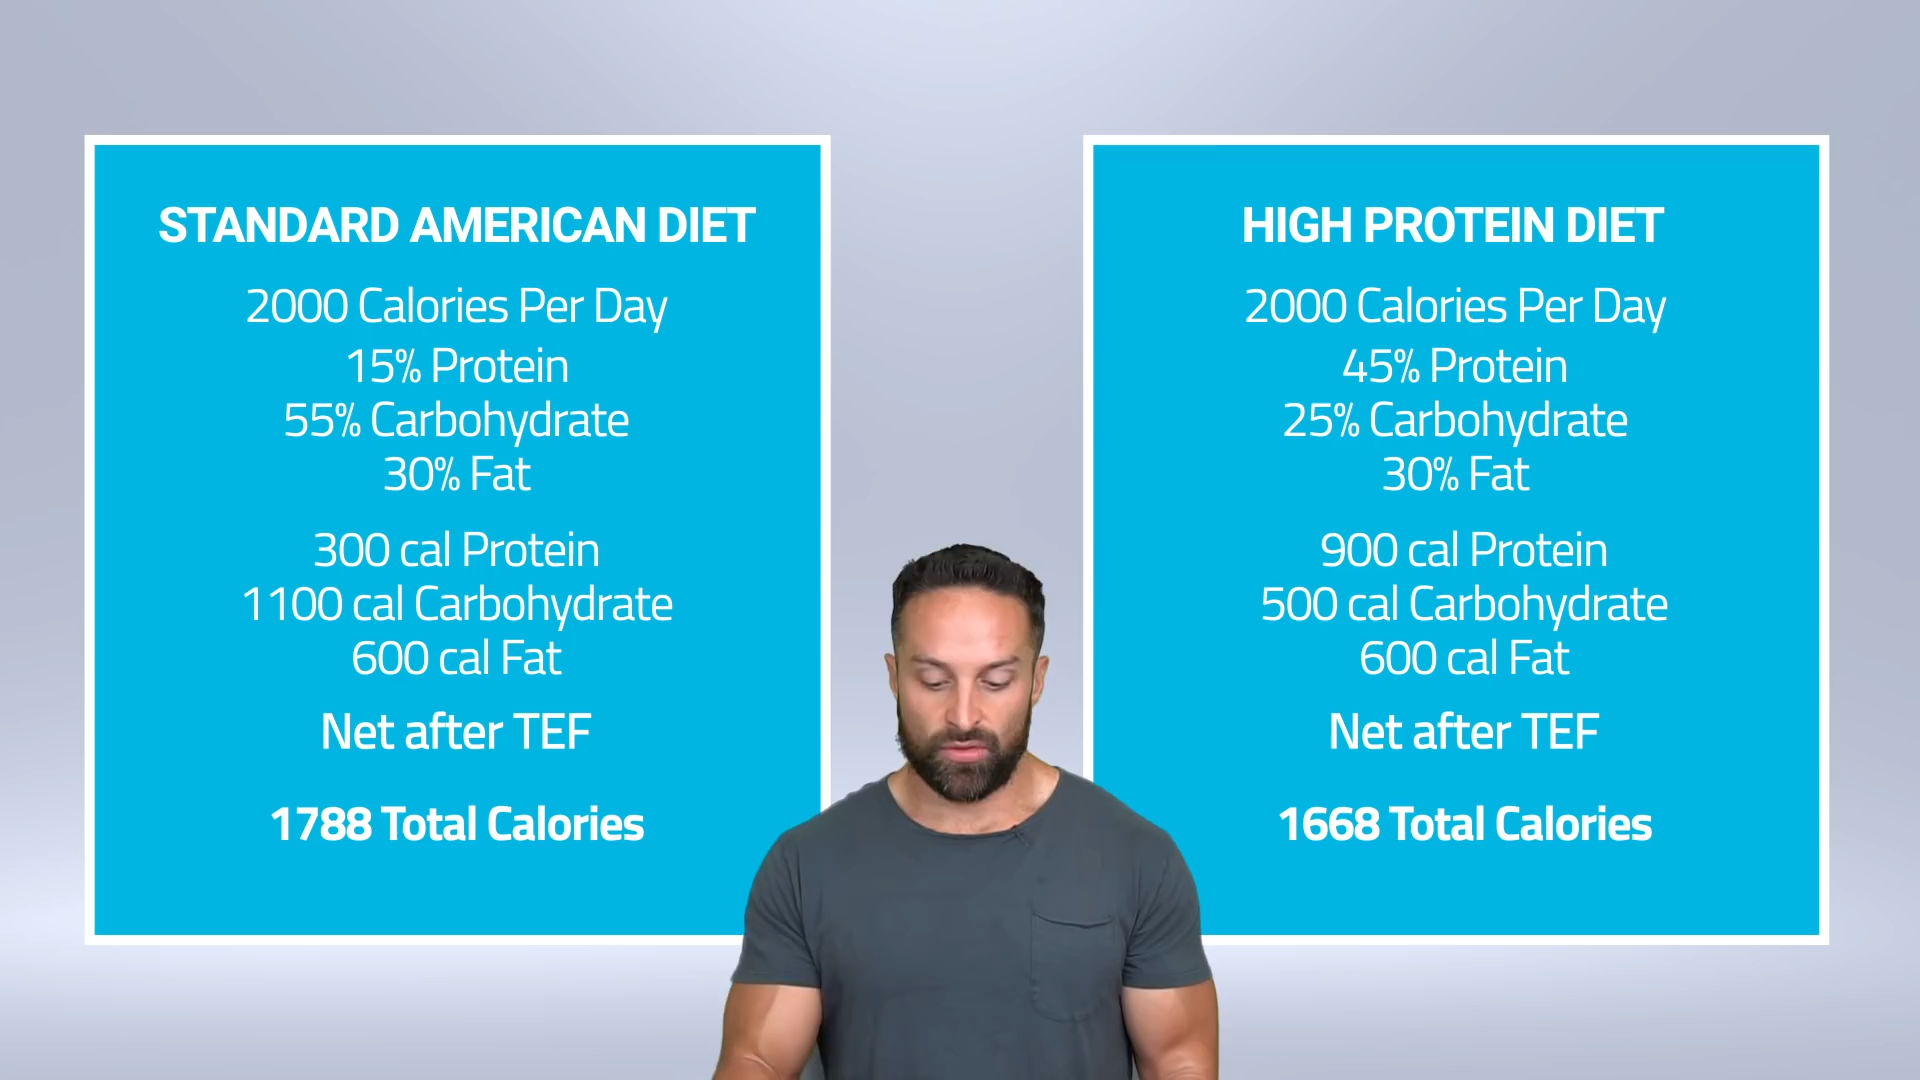 STANDARD AMERICAN DIET
2000 Calories Per Day
15% Protein
55% Carbohydrate
30% Fat
300 cal Protein
1100 cal Carbohydrate
600 cal Fat
Net after TEF
1788 Total Calories
HIGH PROTEIN DIET
2000 Calories Per Day
45% Protein
25% Carbohydrate
30% Fat
900 cal Protein
500 cal Carbohydrate
600 cal Fat
Net after TEF
1668 Total Calories